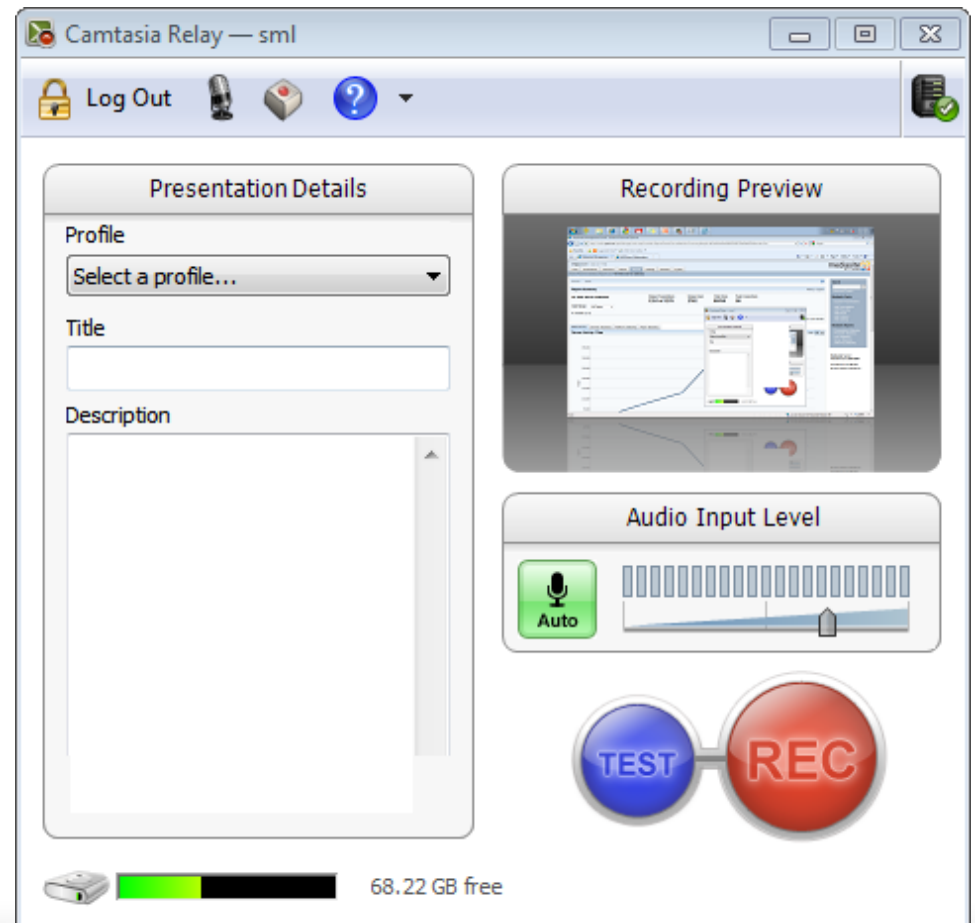 Camtasia Relay — sml
Log Out
?
Presentation Details
Profile
Select a profile...
Title
Description
Recording Preview
Audio Input Level
Auto
TEST
REC
68.22 GB free